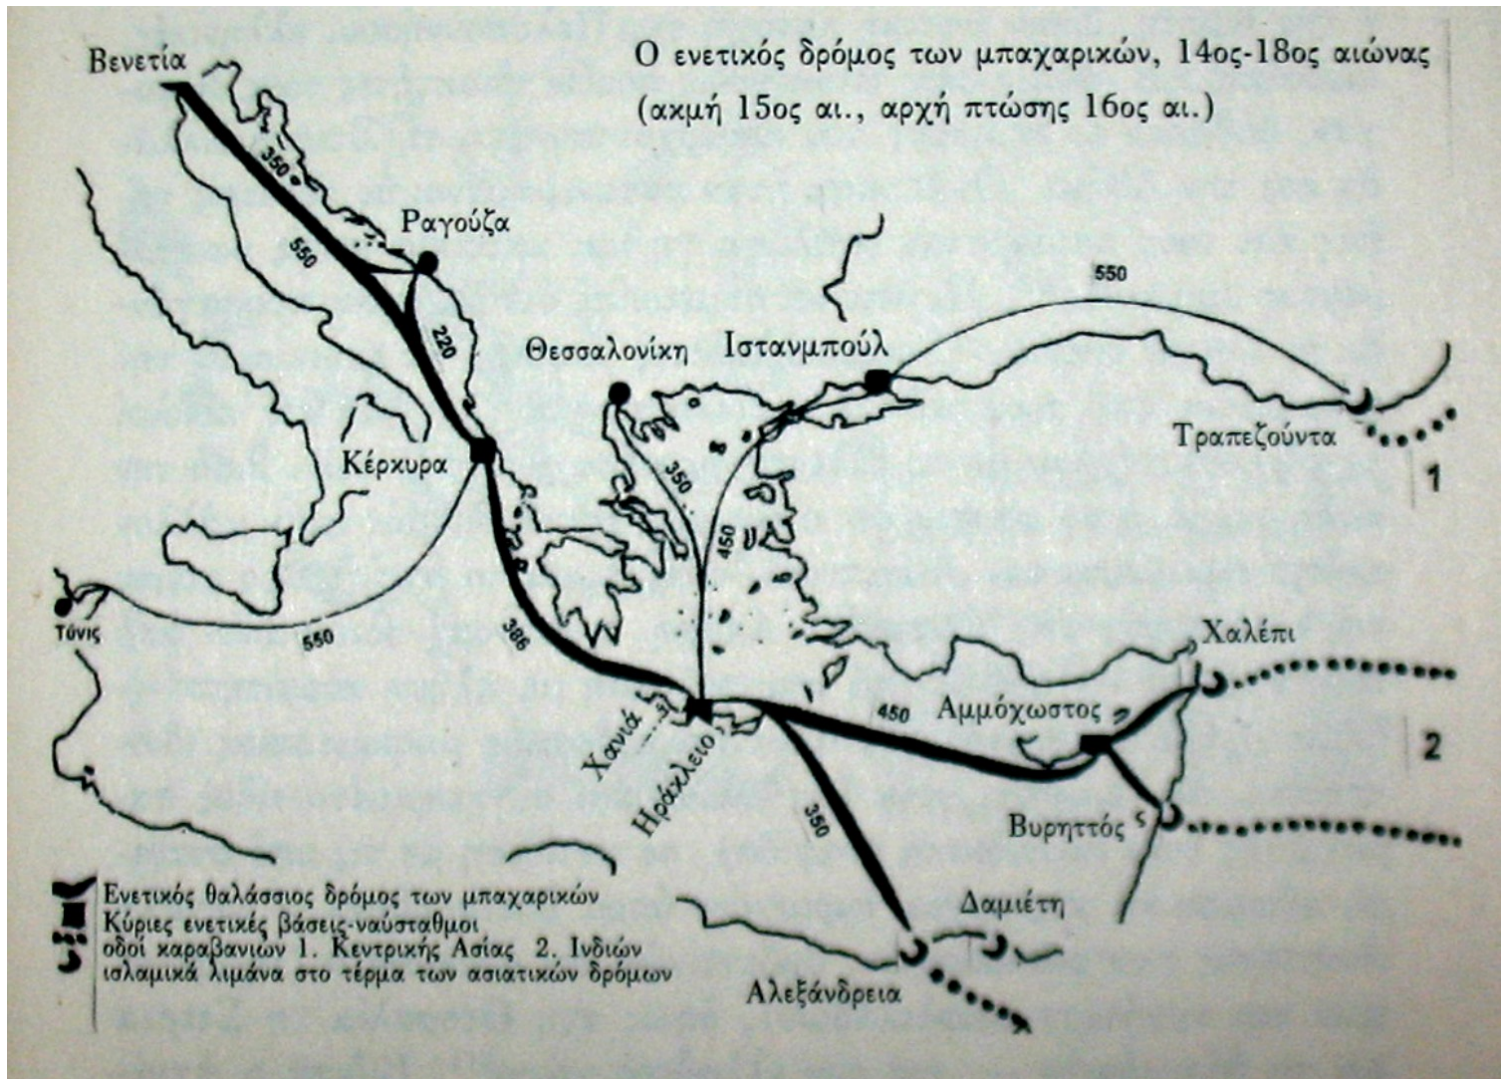 Βενετία
Ο ενετικός δρόμος των μπαχαρικών, 14ος-18ος αιώνας
(ακμή 15ος αι., αρχή πτώσης 16ος αι.)
350
Ραγούζα
550
550
220
Θεσσαλονίκη
Ιστανμπούλ
Τραπεζούντα
Κέρκυρα
350
1
450
Τύνις
550
386
Χαλέπι
Χανιά
Ηράκλειο
450
Αμμόχωστος
2
350
Βυρηττός
Ενετικός θαλάσσιος δρόμος των μπαχαρικών
Κύριες ενετικές βάσεις-ναύσταθμοι
οδοί καραβανιών 1. Κεντρικής Ασίας 2. Ινδιών
ισλαμικά λιμάνα στο τέρμα των ασιατικών δρόμων
Δαμιέτη
Αλεξάνδρεια